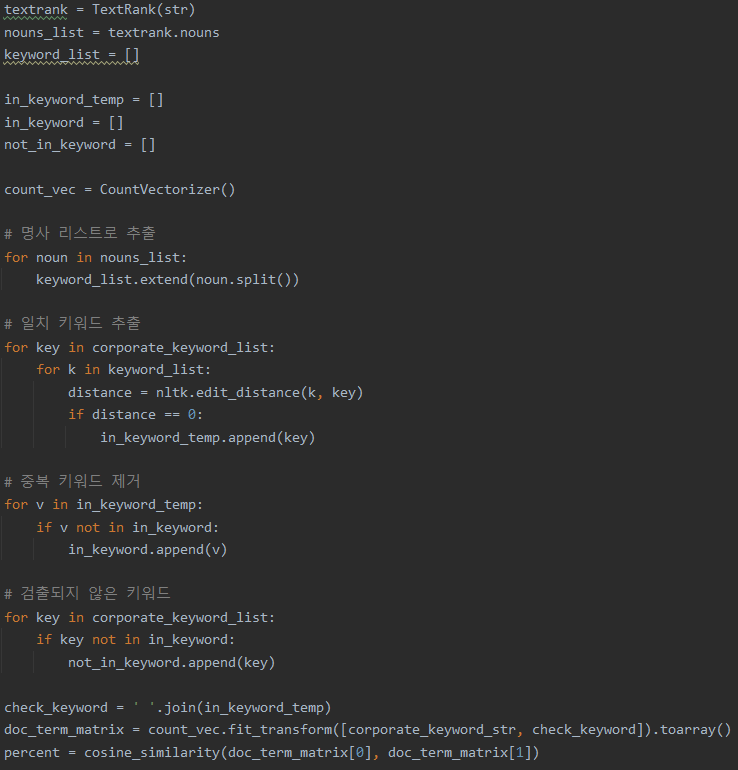 textrank = TextRank(str)
nouns_list = textrank.nouns
keyword_list = []
in_keyword_temp = []
in_keyword = []
not_in_keyword = []
count_vec = CountVectorizer()
# 명사 리스트로 추출
for noun in nouns_list:
    keyword_list.extend(noun.split())
# 일치 키워드 추출
for key in corporate_keyword_list:
    for k in keyword_list:
        distance = nltk.edit_distance(k, key)
        if distance == 0:
            in_keyword_temp.append(key)
# 중복 키워드 제거
for v in in_keyword_temp:
    if v not in in_keyword:
        in_keyword.append(v)
# 검출되지 않은 키워드
for key in corporate_keyword_list:
    if key not in in_keyword:
        not_in_keyword.append(key)
check_keyword = ' '.join(in_keyword_temp)
doc_term_matrix = count_vec.fit_transform([corporate_keyword_str, check_keyword]).toarray()
percent = cosine_similarity(doc_term_matrix[0], doc_term_matrix[1])